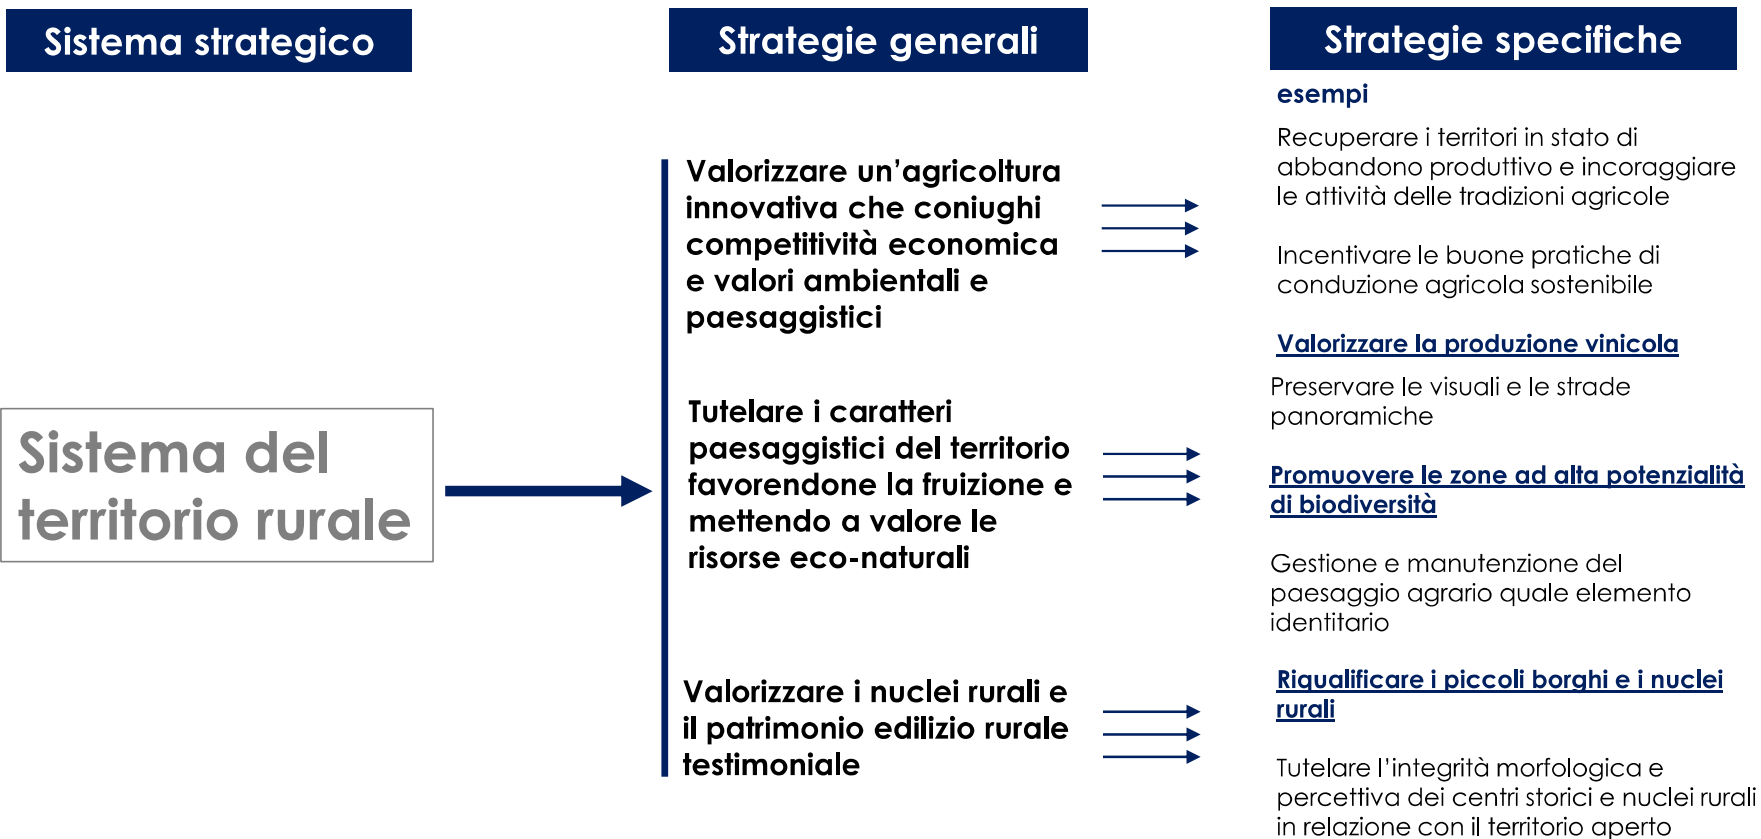 Sistema strategico
Strategie generali
Strategie specifiche
Sistema del
territorio rurale
Valorizzare un’agricoltura
innovativa che coniughi
competitività economica
e valori ambientali e
paesaggistici
Tutelare i caratteri
paesaggistici del territorio
favorendone la fruizione e
mettendo a valore le
risorse eco-naturali
Valorizzare i nuclei rurali e
il patrimonio edilizio rurale
testimoniale
esempi
Recuperare i territori in stato di
abbandono produttivo e incoraggiare
le attività delle tradizioni agricole
Incentivare le buone pratiche di
conduzione agricola sostenibile
Valorizzare la produzione vinicola
Preservare le visuali e le strade
panoramiche
Promuovere le zone ad alta potenzialità
di biodiversità
Gestione e manutenzione del
paesaggio agrario quale elemento
identitario
Riqualificare i piccoli borghi e i nuclei
rurali
Tutelare l’integrità morfologica e
percettiva dei centri storici e nuclei rurali
in relazione con il territorio aperto